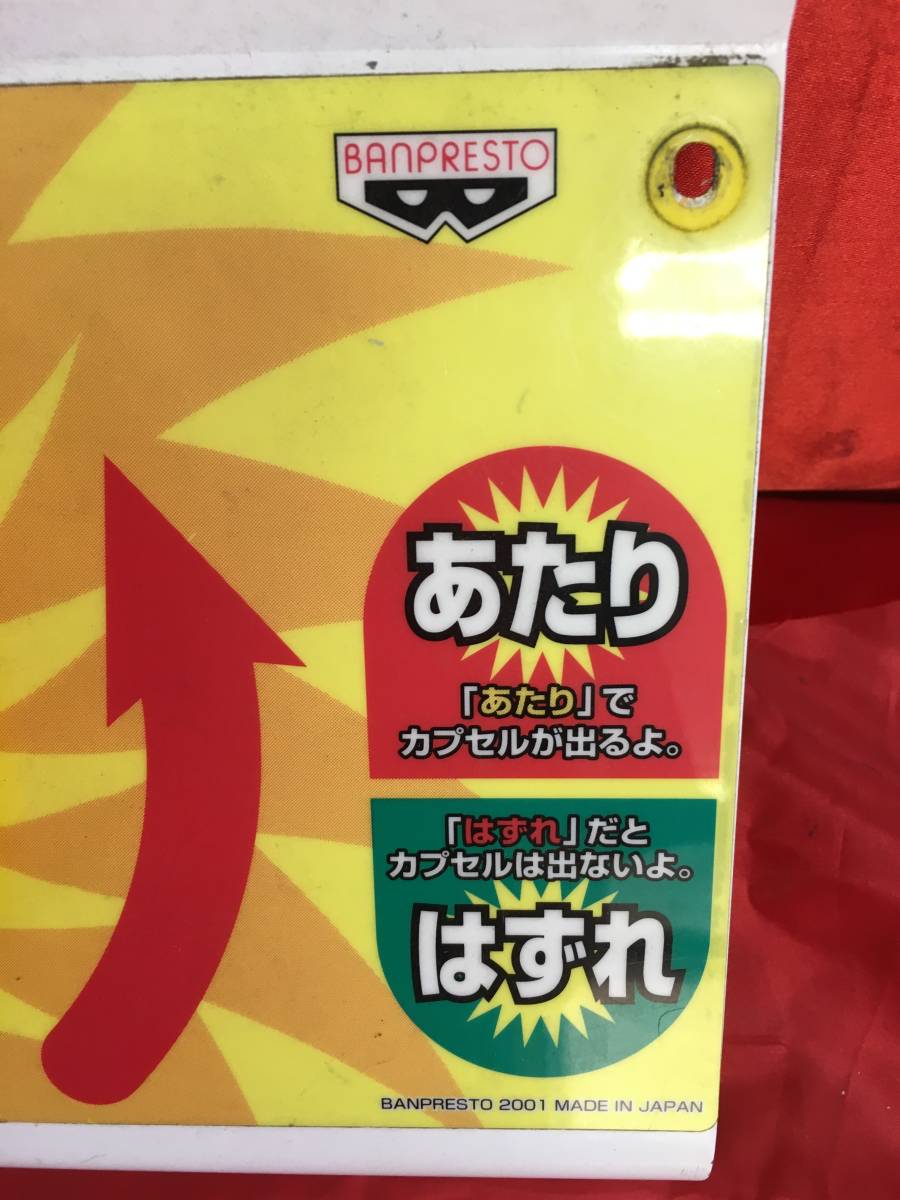 BANPRESTO
あたり
「あたり」で
カプセルが出るよ。
「はずれ」だと
カプセルは出ないよ。
はずれ
BANPRESTO 2001 MADE IN JAPAN